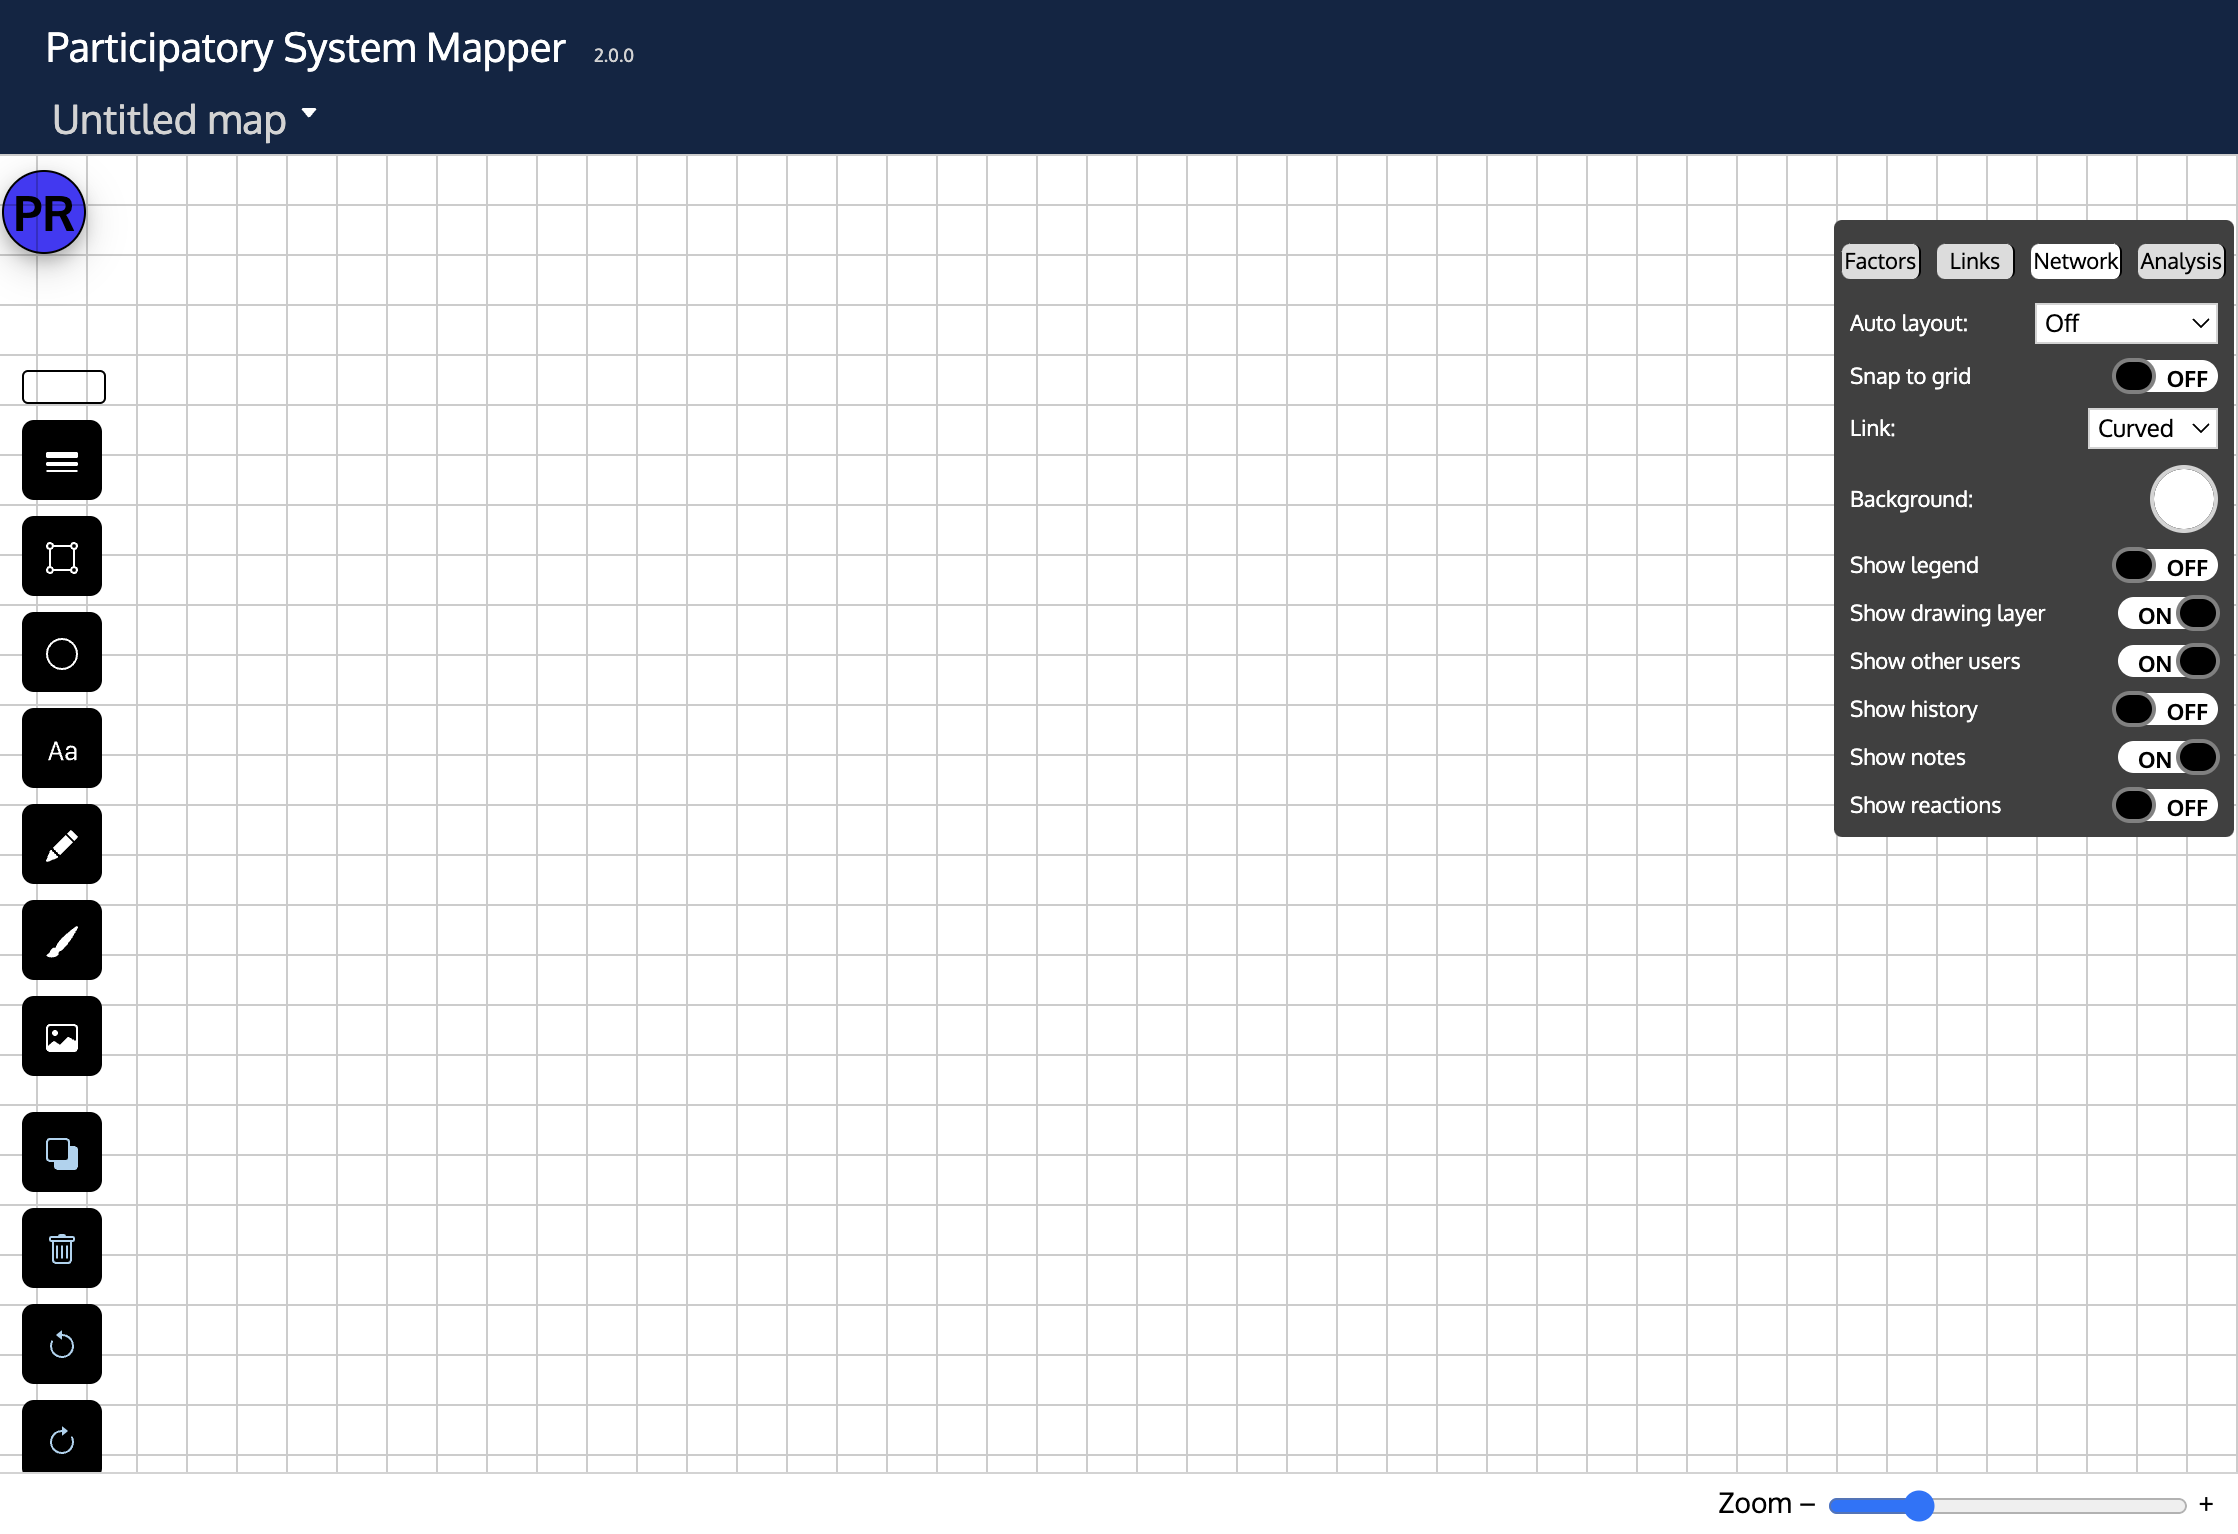 Participatory System Mapper 2.0.0
Untitled map
PR
Factors Links Network Analysis
Auto layout: Off
Snap to grid OFF
Link: Curved
Background:
Show legend OFF
Show drawing layer ON
Show other users ON
Show history OFF
Show notes ON
Show reactions OFF
Aa
Zoom − +